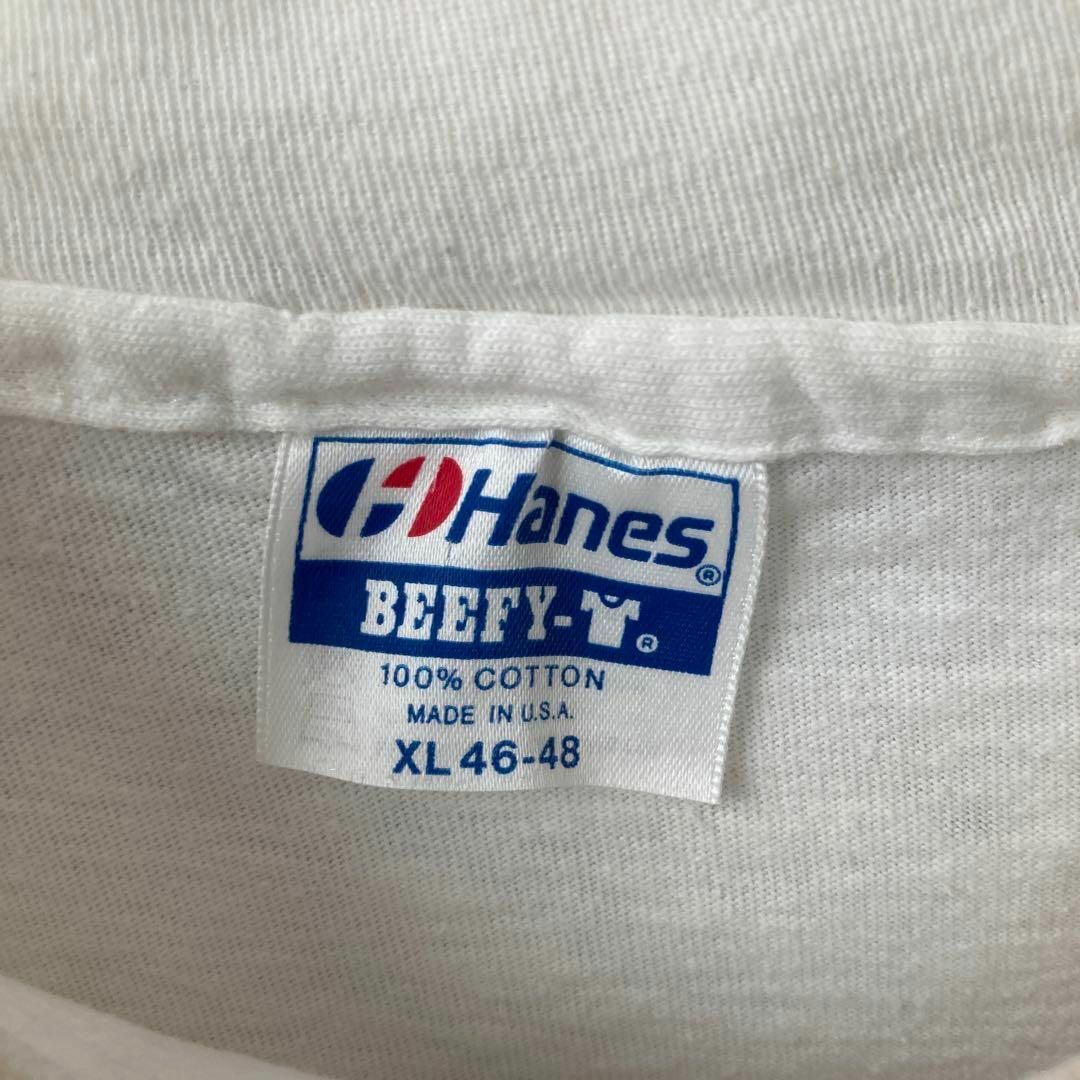 Hanes®
BEEFY-T®
100% COTTON
MADE IN U.S.A.
XL 46-48